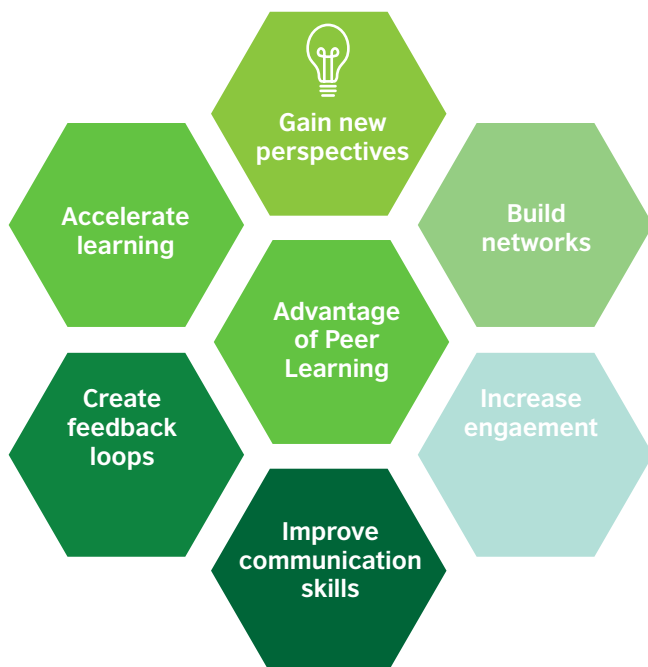 Gain new
perspectives
Accelerate
learning
Build
networks
Advantage
of Peer
Learning
Create
feedback
loops
Increase
engaement
Improve
communication
skills